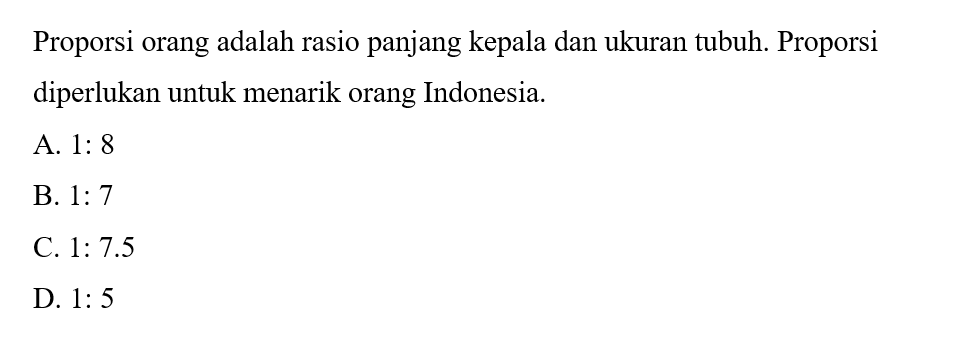 Proporsi orang adalah rasio panjang kepala dan ukuran tubuh. Proporsi
diperlukan untuk menarik orang Indonesia.
A. 1: 8
B. 1: 7
C. 1: 7.5
D. 1: 5